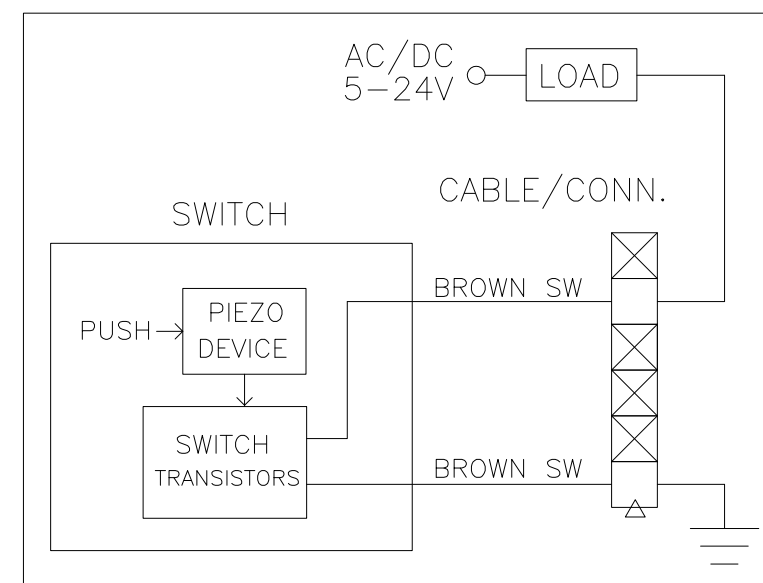 AC/DC
5-24V
LOAD
CABLE/CONN.
SWITCH
BROWN SW
PIEZO
DEVICE
PUSH
SWITCH
TRANSISTORS
BROWN SW